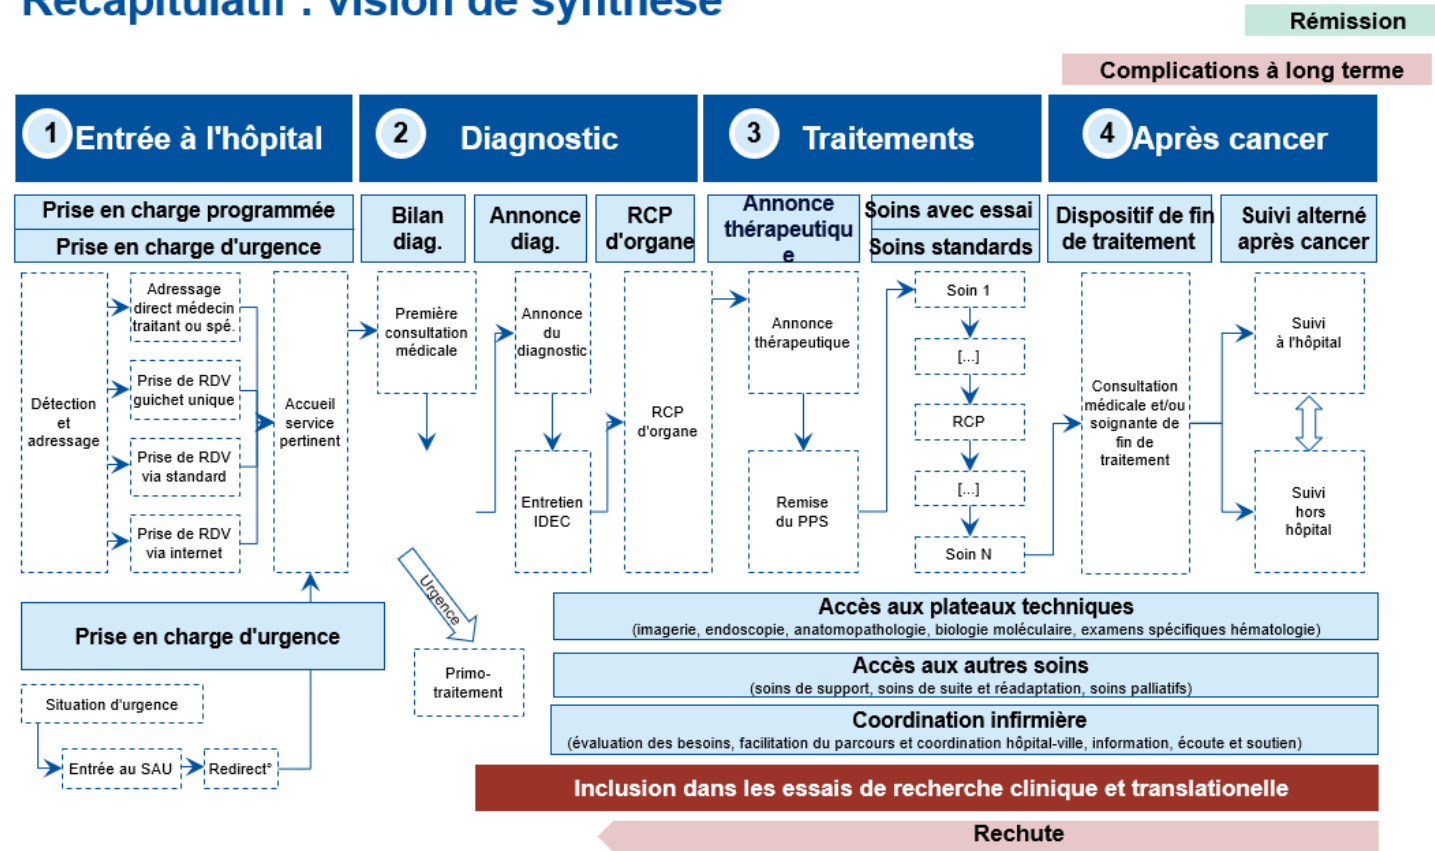 Récapitulatif : vision de synthèse
Rémission
Complications à long terme
1 Entrée à l'hôpital
2 Diagnostic
3 Traitements
4 Après cancer
Prise en charge programmée
Prise en charge d'urgence
Bilan
diag.
Annonce
diag.
RCP
d'organe
Annonce
thérapeutiqu
e
Soins avec essai
Soins standards
Dispositif de fin
de traitement
Suivi alterné
après cancer
Détection
et
adressage
Adressage
direct médecin
traitant ou spé.
Prise de RDV
guichet unique
Prise de RDV
via standard
Prise de RDV
via internet
Accueil
service
pertinent
Première
consultation
médicale
Annonce
du
diagnostic
Entretien
IDEC
RCP
d'organe
Annonce
thérapeutique
Remise
du PPS
Soin 1
[...]
RCP
[...]
Soin N
Consultation
médicale et/ou
soignante de
fin de
traitement
Suivi
à l'hôpital
Suivi
hors
hôpital
Urgence
Primo-
traitement
Prise en charge d'urgence
Situation d'urgence
Entrée au SAU
Redirect°
Accès aux plateaux techniques
(imagerie, endoscopie, anatomopathologie, biologie moléculaire, examens spécifiques hématologie)
Accès aux autres soins
(soins de support, soins de suite et réadaptation, soins palliatifs)
Coordination infirmière
(évaluation des besoins, facilitation du parcours et coordination hôpital-ville, information, écoute et soutien)
Inclusion dans les essais de recherche clinique et translationelle
Rechute